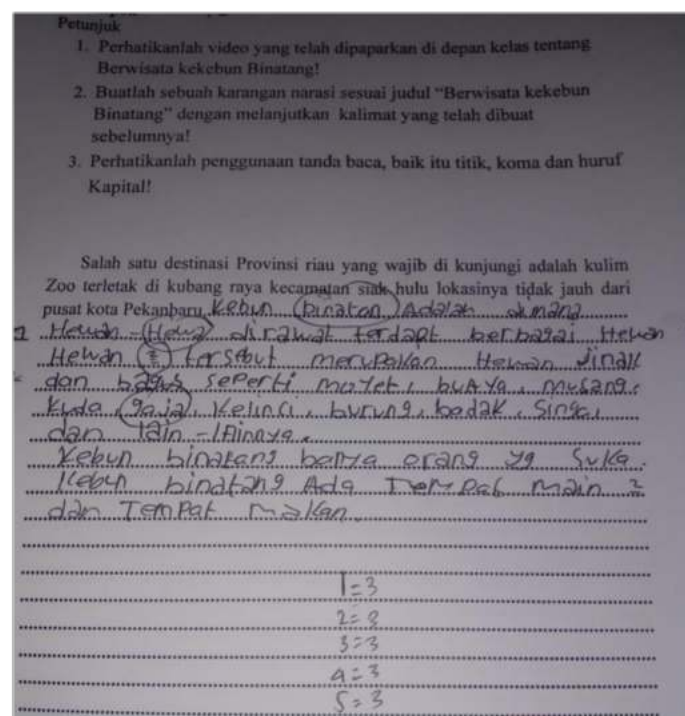 Petunjuk
1. Perhatikanlah video yang telah dipaparkan di depan kelas tentang
Berwisata kekebun Binatang!
2. Buatlah sebuah karangan narasi sesuai judul “Berwisata kekebun
Binatang” dengan melanjutkan kalimat yang telah dibuat
sebelumnya!
3. Perhatikanlah penggunaan tanda baca, baik itu titik, koma dan huruf
Kapital!
Salah satu destinasi Provinsi riau yang wajib di kunjungi adalah kulim
Zoo terletak di kubang raya kecamatan siak hulu lokasinya tidak jauh dari
pusat kota Pekanbaru, Kebun binatan Adalah dimana
Hewan-Hewa dirawat terdapt berbagai Hewan
Hewan 2 tersebut merupakan Hewan Jinak
dan bagus seperti monyet, buaya, musang,
kuda gaja, Kelinci, burung, badak, Singa,
dan lain-lainnya.
Kebun binatang banya orang yg suka.
Kebun binatang Ada Tempat main 2
dan Tempat makan.
1=3
3=3
4=3
5=3